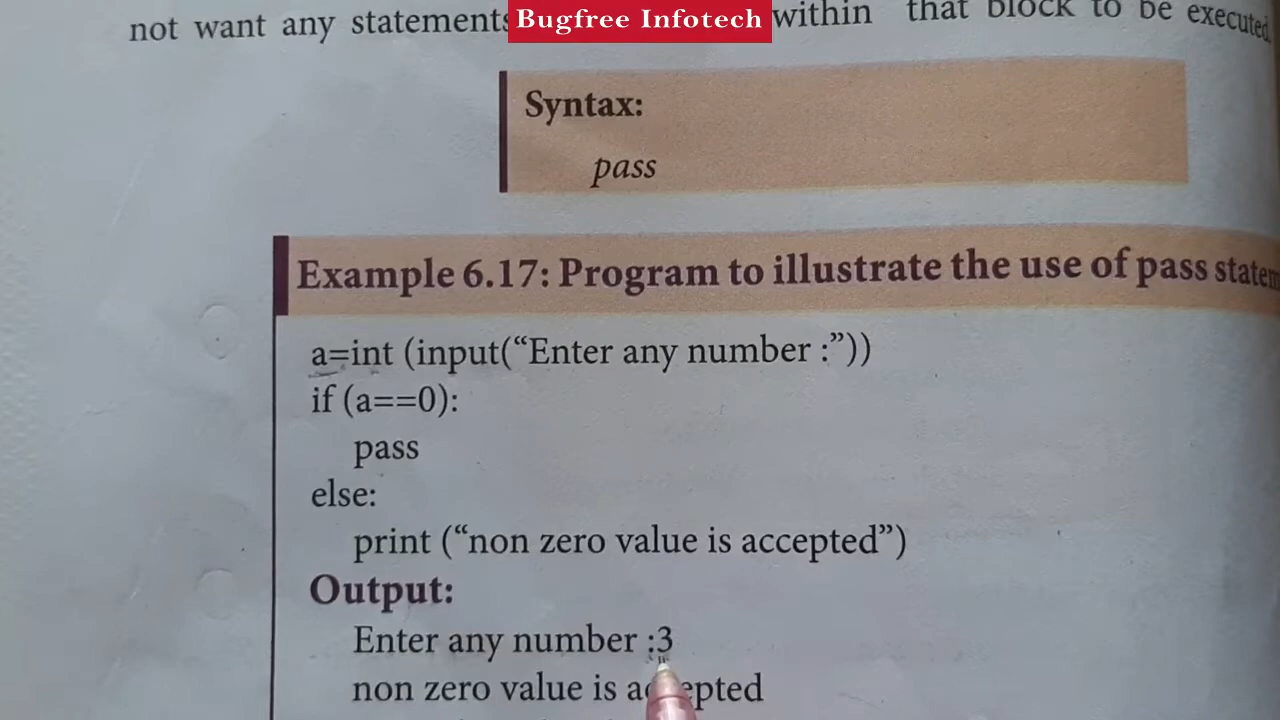 not want any statements within that block to be executed.
Bugfree Infotech
Syntax:
pass
Example 6.17: Program to illustrate the use of pass
a=int (input(“Enter any number :”))
if (a==0):
pass
else:
print (“non zero value is accepted”)
Output:
Enter any number :3
non zero value is accepted